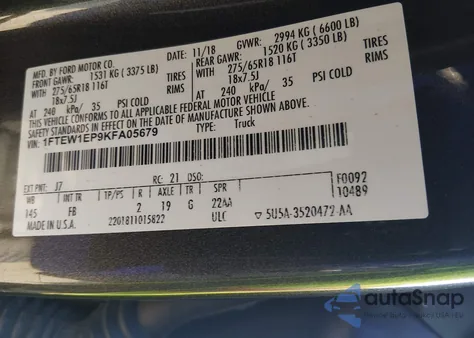 MFD. BY FORD MOTOR CO. 11/18 GVWR: 2994 KG (6600 LB)
FRONT GAWR: 1531 KG (3375 LB) REAR GAWR: 1520 KG (3350 LB)
WITH 275/65R18 116T TIRES WITH 275/65R18 116T TIRES
18x7.5J RIMS 18x7.5J RIMS
AT 240 kPa/ 35 PSI COLD AT 240 kPa/ 35 PSI COLD
THIS VEHICLE CONFORMS TO ALL APPLICABLE FEDERAL MOTOR VEHICLE SAFETY AND THEFT PREVENTION STANDARDS IN
EFFECT ON THE DATE OF MANUFACTURE SHOWN ABOVE.
VIN: 1FTEW1EP9KFA05679
TYPE: Truck
EXT PNT: J7 RC: 21 DSO: F0092
WB TP/PS R AXLE TR SPR 10489
145 FB 2 19 G 22AA
MADE IN U.S.A. 2201811015822 ULC 5U5A-3520472-AA
autoSnap